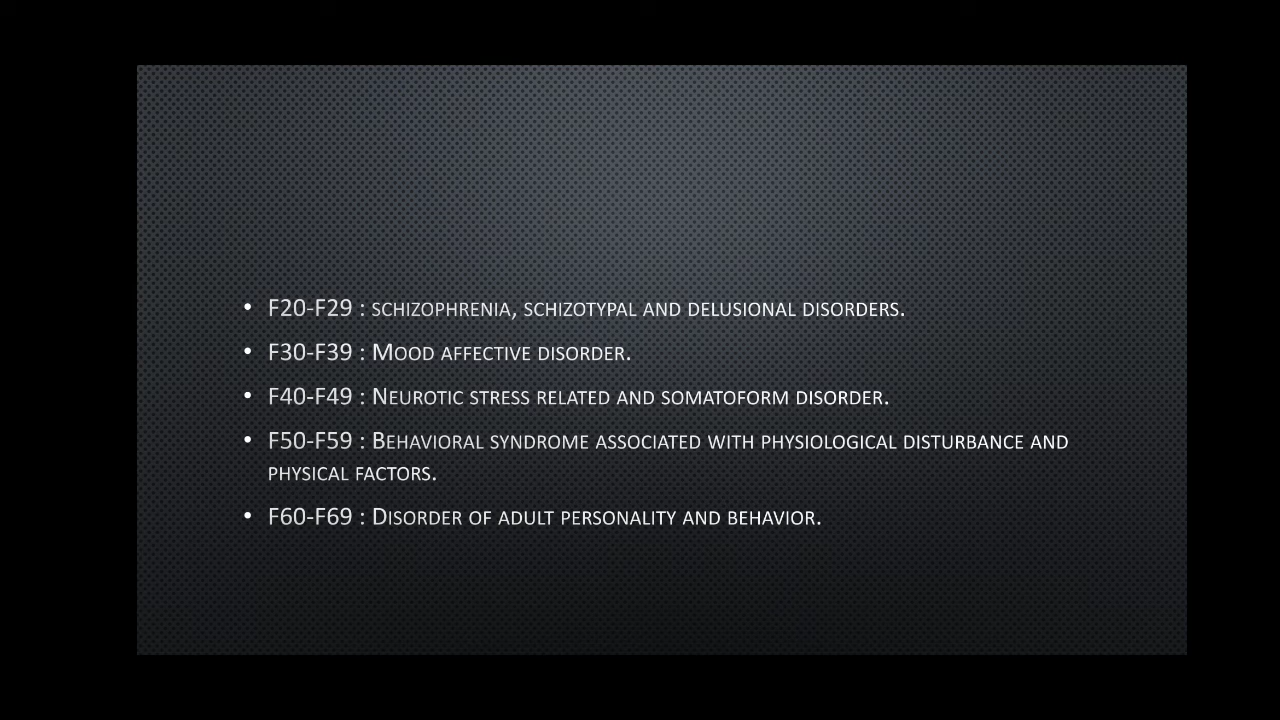 • F20-F29 : schizophrenia, schizotypal and delusional disorders.
• F30-F39 : Mood affective disorder.
• F40-F49 : Neurotic stress related and somatoform disorder.
• F50-F59 : Behavioral syndrome associated with physiological disturbance and
physical factors.
• F60-F69 : Disorder of adult personality and behavior.